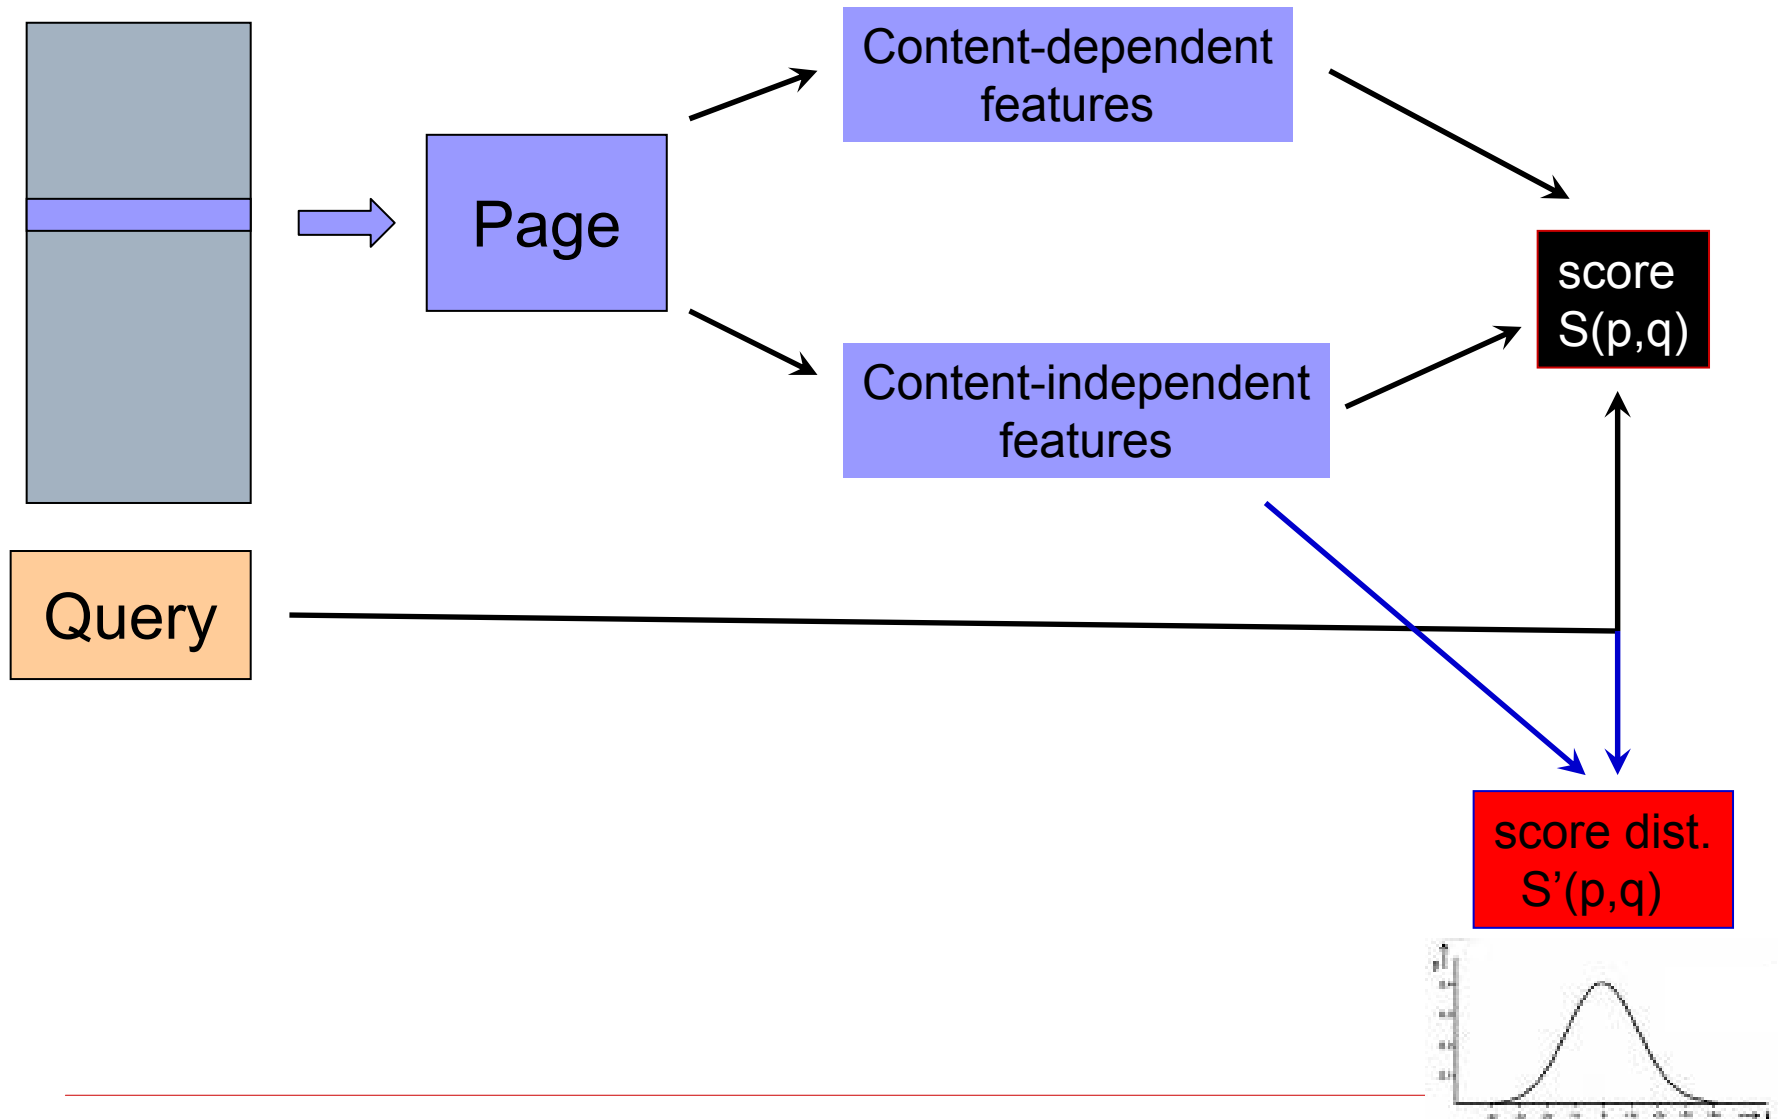 Content-dependent
features
Page
score
S(p,q)
Content-independent
features
Query
score dist.
S’(p,q)